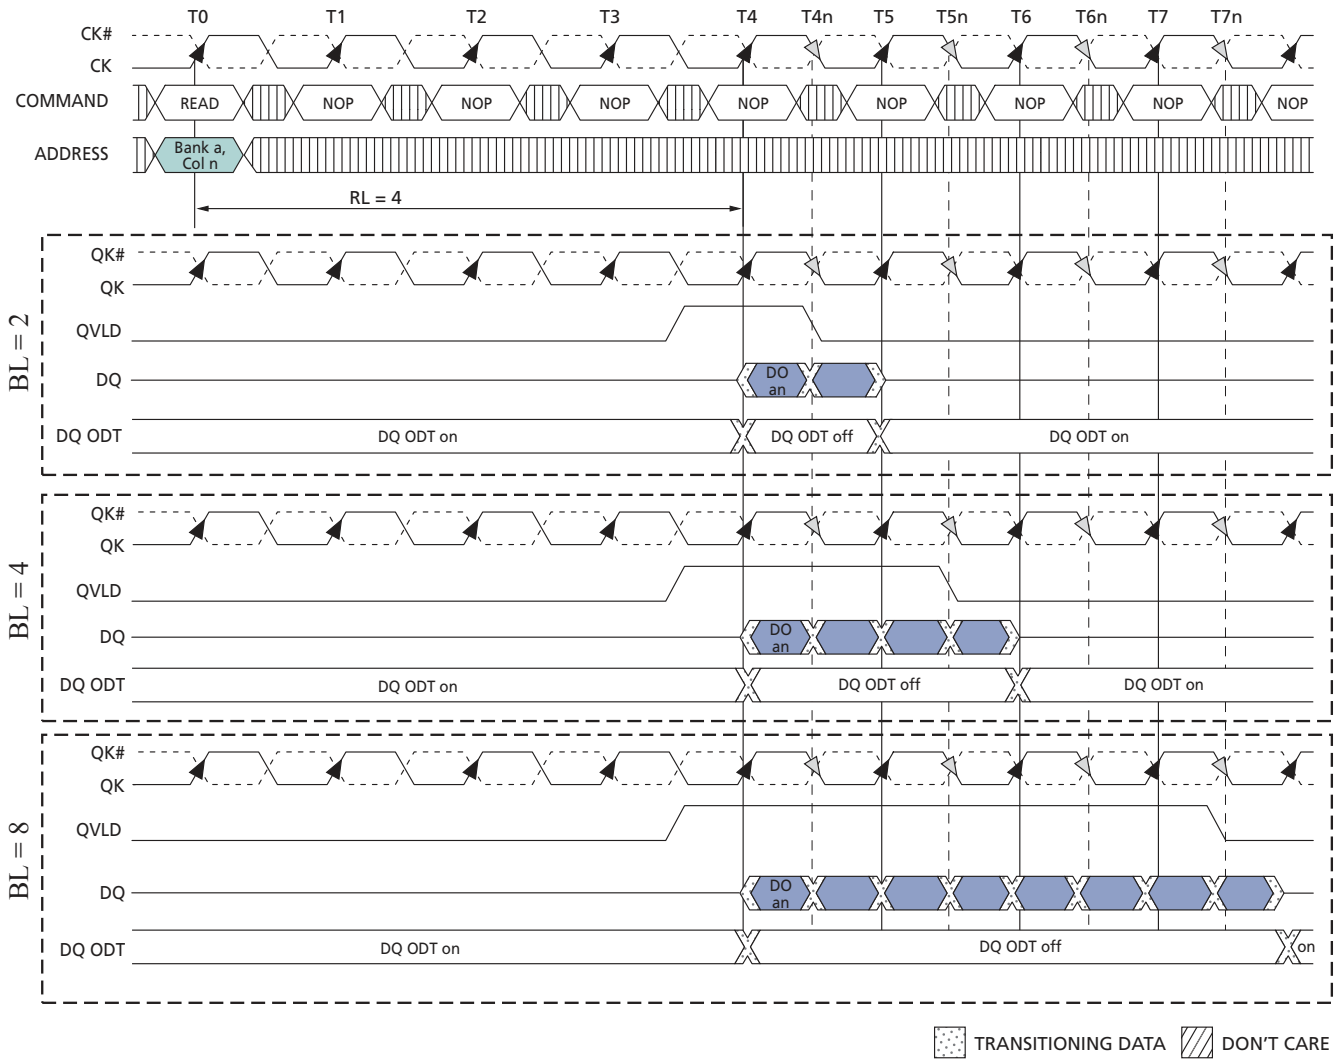 T0 T1 T2 T3 T4 T4n T5 T5n T6 T6n T7 T7n
CK#
CK
COMMAND READ NOP NOP NOP NOP NOP NOP NOP NOP
ADDRESS Bank a,
Col n
RL = 4
BL = 2
QK#
QK
QVLD
DQ DO
an
DQ ODT DQ ODT on DQ ODT off DQ ODT on
BL = 4
QK#
QK
QVLD
DQ DO
an
DQ ODT DQ ODT on DQ ODT off DQ ODT on
BL = 8
QK#
QK
QVLD
DQ DO
an
DQ ODT DQ ODT on DQ ODT off on
TRANSITIONING DATA DON'T CARE